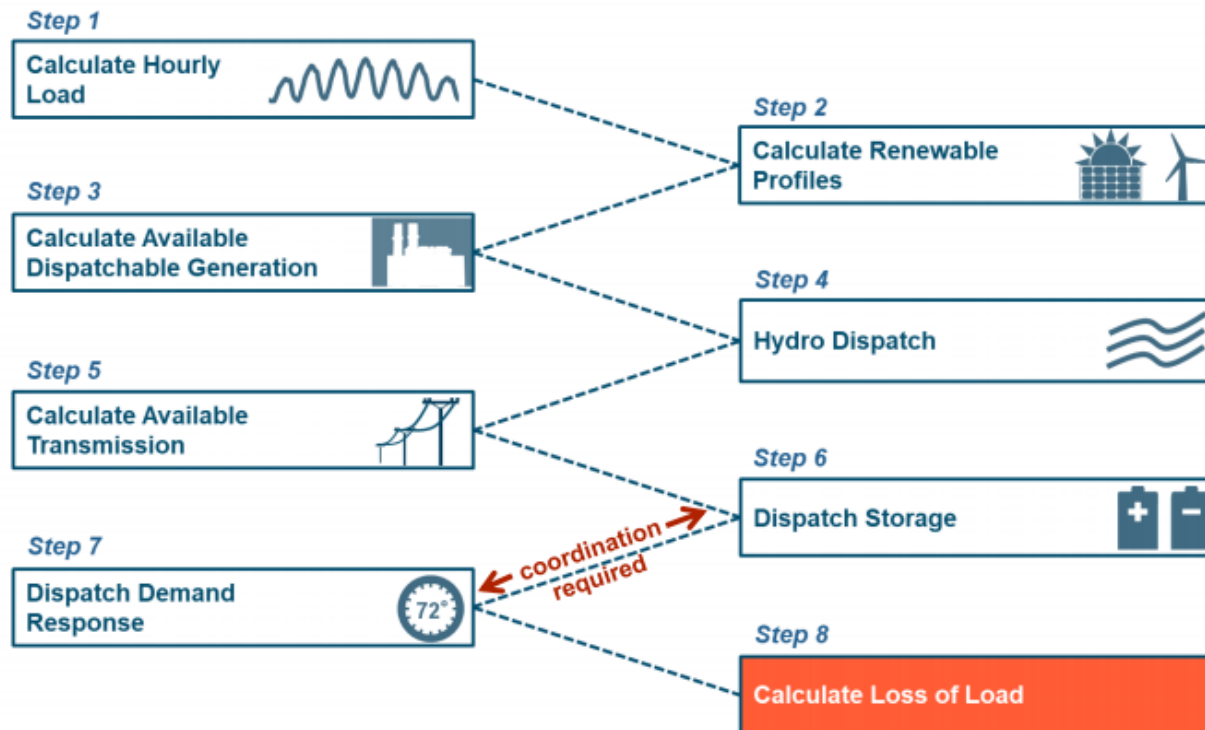 Step 1
Calculate Hourly
Load
Step 2
Calculate Renewable
Profiles
Step 3
Calculate Available
Dispatchable Generation
Step 4
Hydro Dispatch
Step 5
Calculate Available
Transmission
Step 6
Dispatch Storage
coordination
required
Step 7
Dispatch Demand
Response
72°
Step 8
Calculate Loss of Load